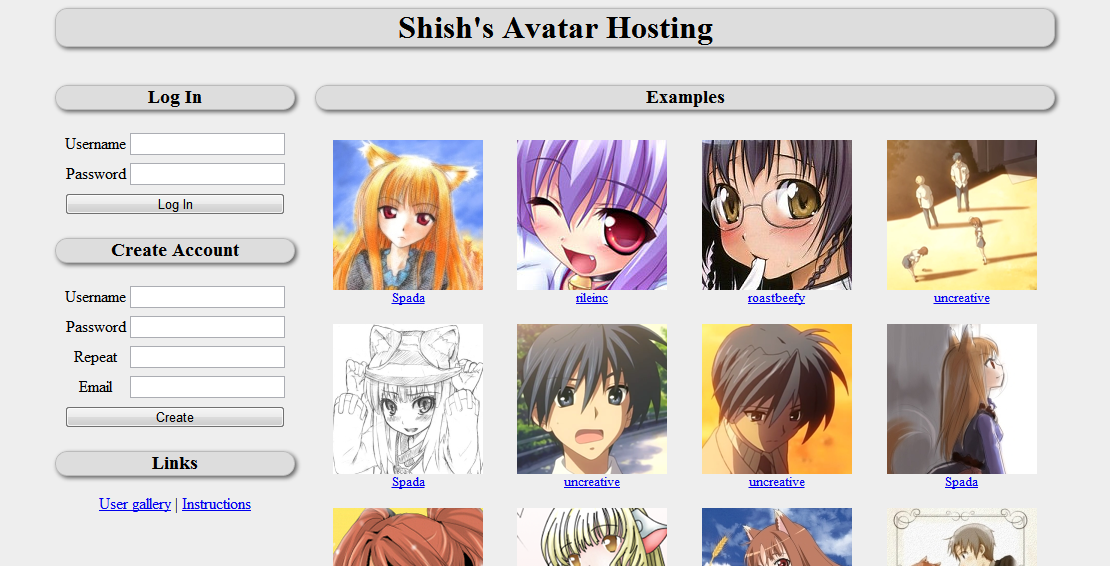 Shish's Avatar Hosting
Log In
Username
Password
Log In
Create Account
Username
Password
Repeat
Email
Create
Links
User gallery | Instructions
Examples
Spada
rileinc
roastbeefy
uncreative
Spada
uncreative
uncreative
Spada